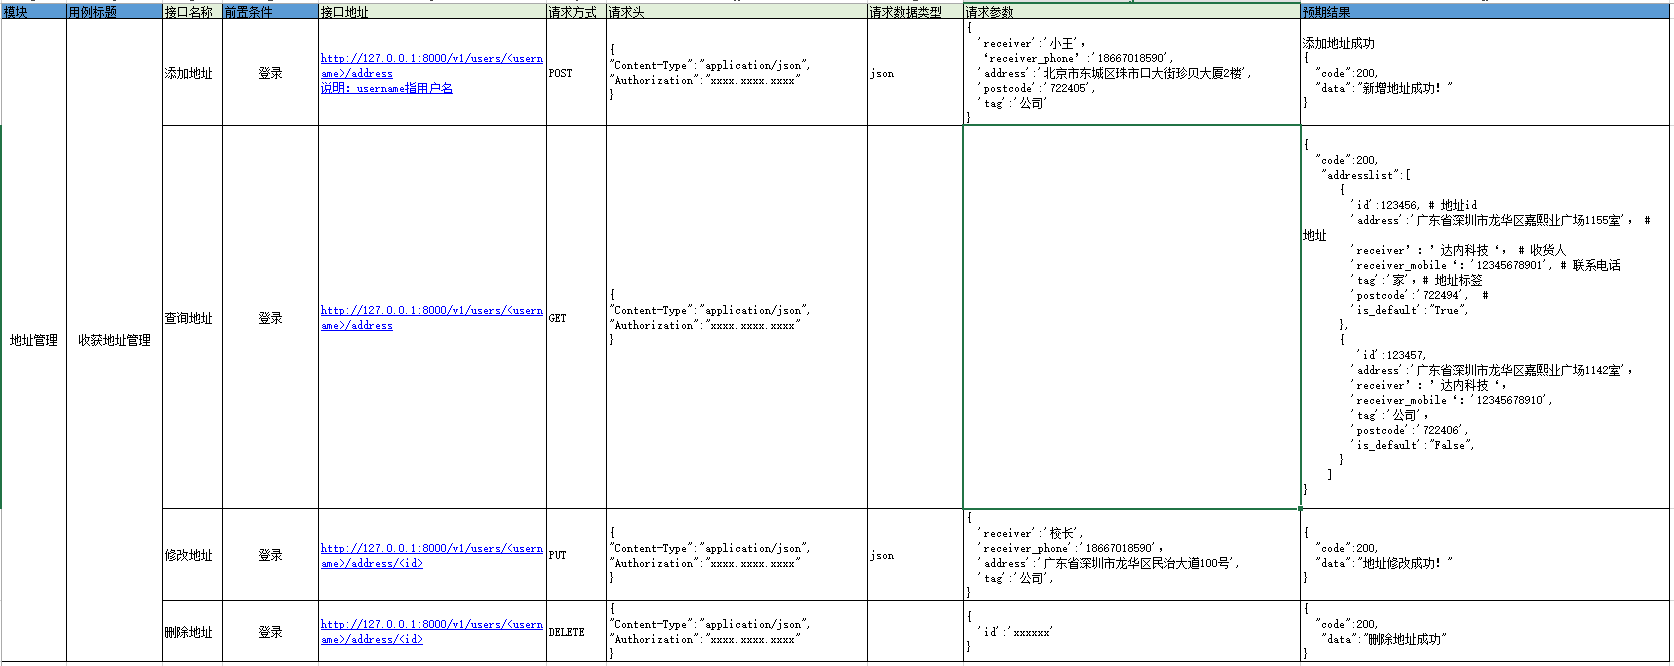 模块 用例标题 接口名称 前置条件 接口地址 请求方式 请求头 请求数据类型 请求参数 预期结果
地址管理
收获地址管理
添加地址
登录
http://127.0.0.1:8000/v1/users/<usern
ame>/address
说明：username指用户名
POST
{
"Content-Type":"application/json",
"Authorization":"xxxx.xxxx.xxxx"
}
json
{
'receiver':'小王',
‘receiver_phone’:'18667018590',
'address':'北京市东城区珠市口大街珍贝大厦2楼',
'postcode':'722405',
'tag':'公司'
}
添加地址成功
{
"code":200,
"data":"新增地址成功！"
}
查询地址
登录
http://127.0.0.1:8000/v1/users/<usern
ame>/address
GET
{
"Content-Type":"application/json",
"Authorization":"xxxx.xxxx.xxxx"
}
{
"code":200,
"addresslist":[
{
'id':123456, # 地址id
'address':'广东省深圳市龙华区嘉熙业广场1155室', #
地址
'receiver’:’达内科技‘, # 收货人
'receiver_mobile‘：'12345678901', # 联系电话
'tag':'家',# 地址标签
'postcode':'722494', #
'is_default':"True",
},
{
'id':123457,
'address':'广东省深圳市龙华区嘉熙业广场1142室',
'receiver’:’达内科技‘,
'receiver_mobile‘：'12345678910',
'tag':'公司',
'postcode':'722406',
'is_default':"False",
}
]
}
修改地址
登录
http://127.0.0.1:8000/v1/users/<usern
ame>/address/<id>
PUT
{
"Content-Type":"application/json",
"Authorization":"xxxx.xxxx.xxxx"
}
json
{
'receiver':'校长',
'receiver_phone':'18667018590',
'address':'广东省深圳市龙华区民治大道100号',
'tag':'公司',
}
{
"code":200,
"data":"地址修改成功！"
}
删除地址
登录
http://127.0.0.1:8000/v1/users/<usern
ame>/address/<id>
DELETE
{
"Content-Type":"application/json",
"Authorization":"xxxx.xxxx.xxxx"
}
{
'id':'xxxxxx'
}
{
"code":200,
"data":"删除地址成功"
}